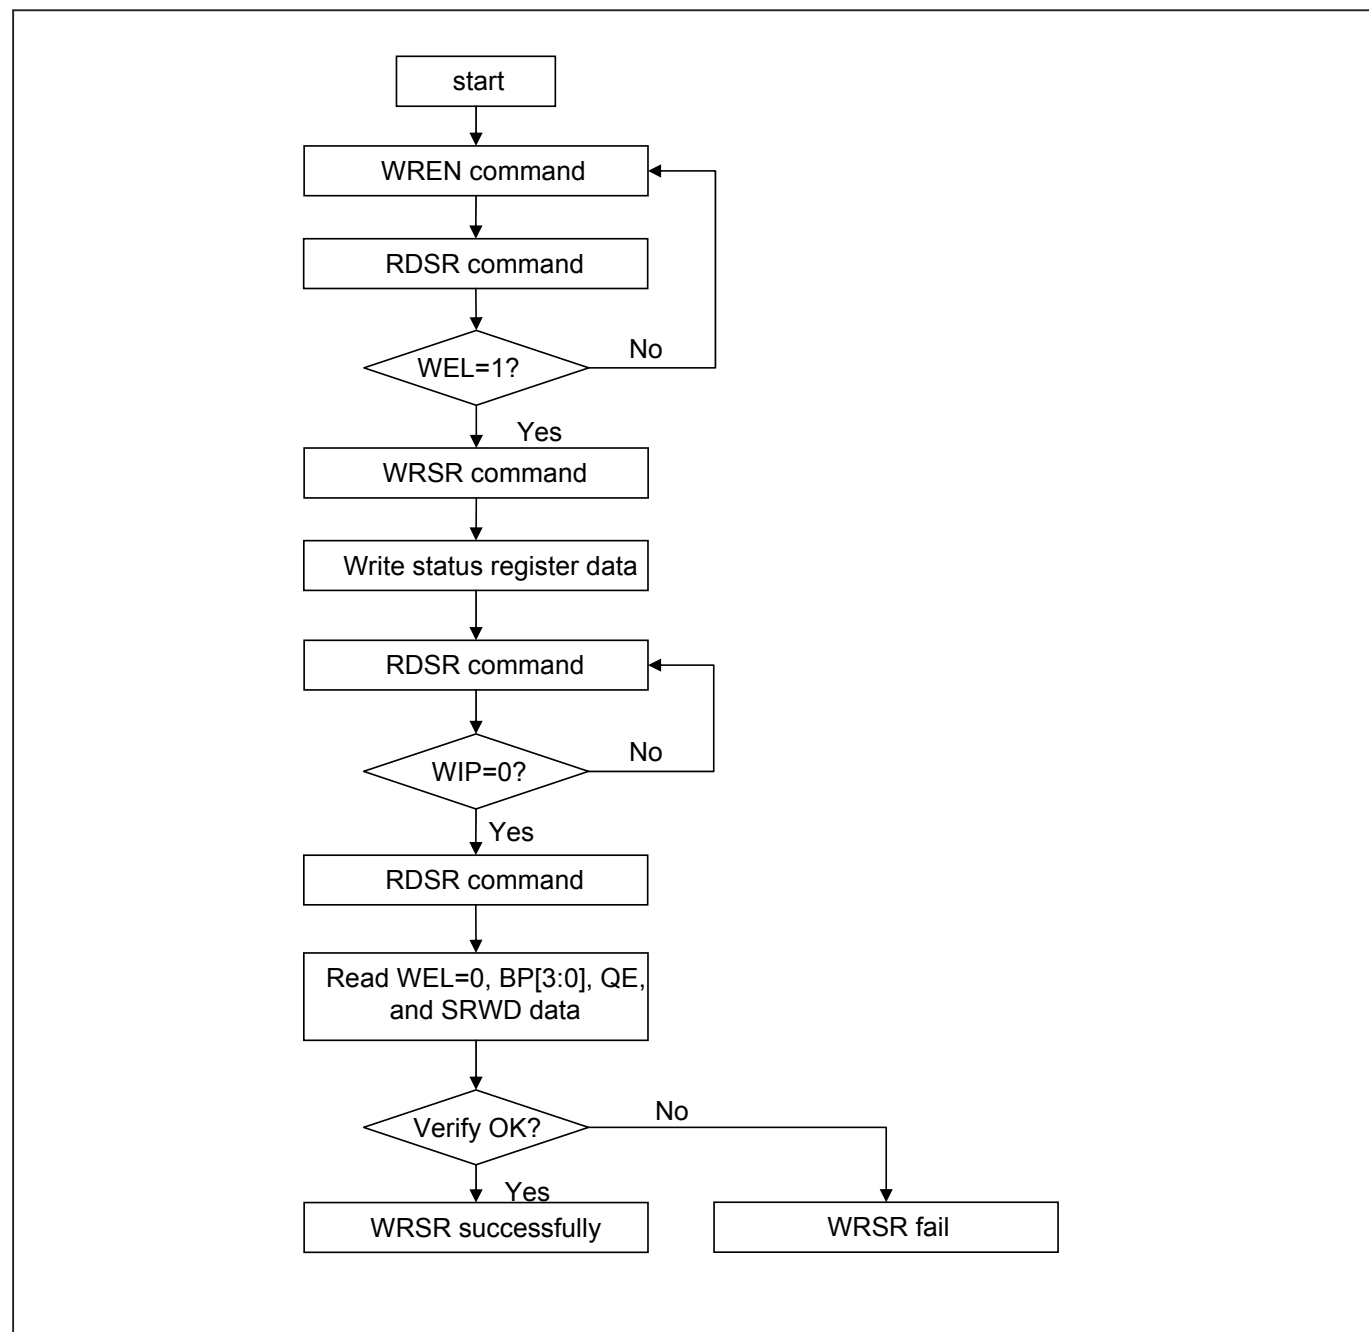 start
WREN command
RDSR command
WEL=1?
No
Yes
WRSR command
Write status register data
RDSR command
WIP=0?
No
Yes
RDSR command
Read WEL=0, BP[3:0], QE,
and SRWD data
Verify OK?
No
Yes
WRSR successfully
WRSR fail